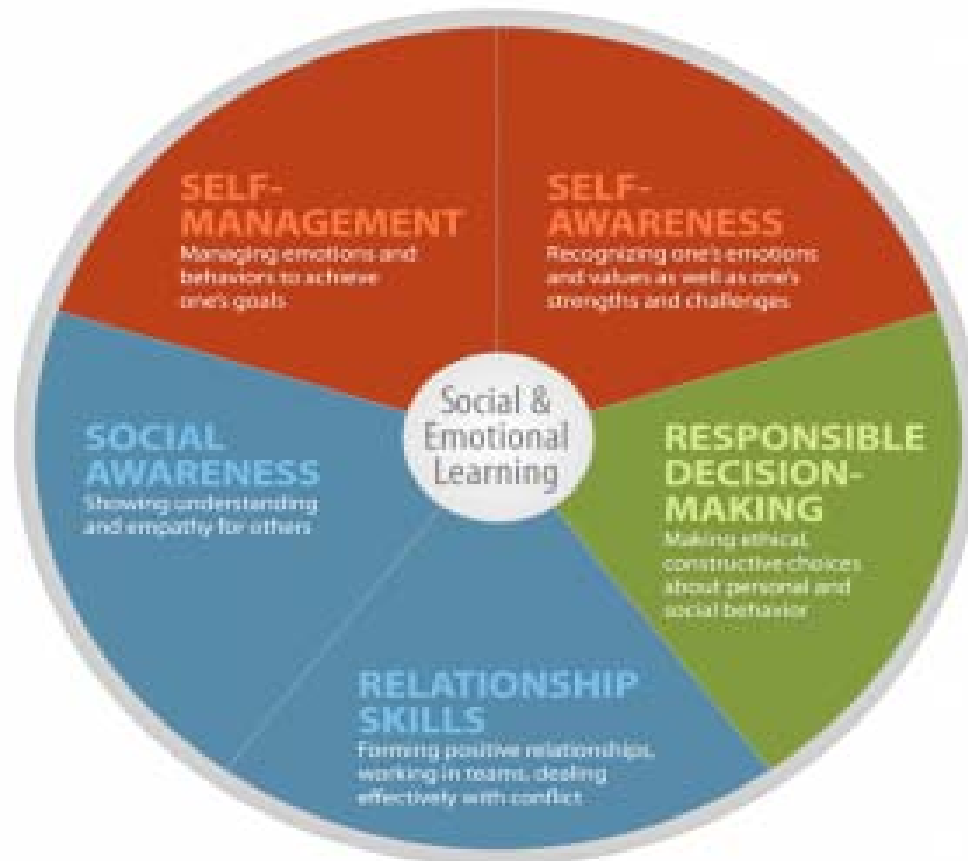 SELF-
MANAGEMENT
Managing emotions and
behaviors to achieve
one's goals
SELF-
AWARENESS
Recognizing one's emotions
and values as well as one's
strengths and challenges
SOCIAL
AWARENESS
Showing understanding
and empathy for others
Social &
Emotional
Learning
RESPONSIBLE
DECISION-
MAKING
Making ethical,
constructive choices
about personal and
social behavior
RELATIONSHIP
SKILLS
Forming positive relationships,
working in teams, dealing
effectively with conflict